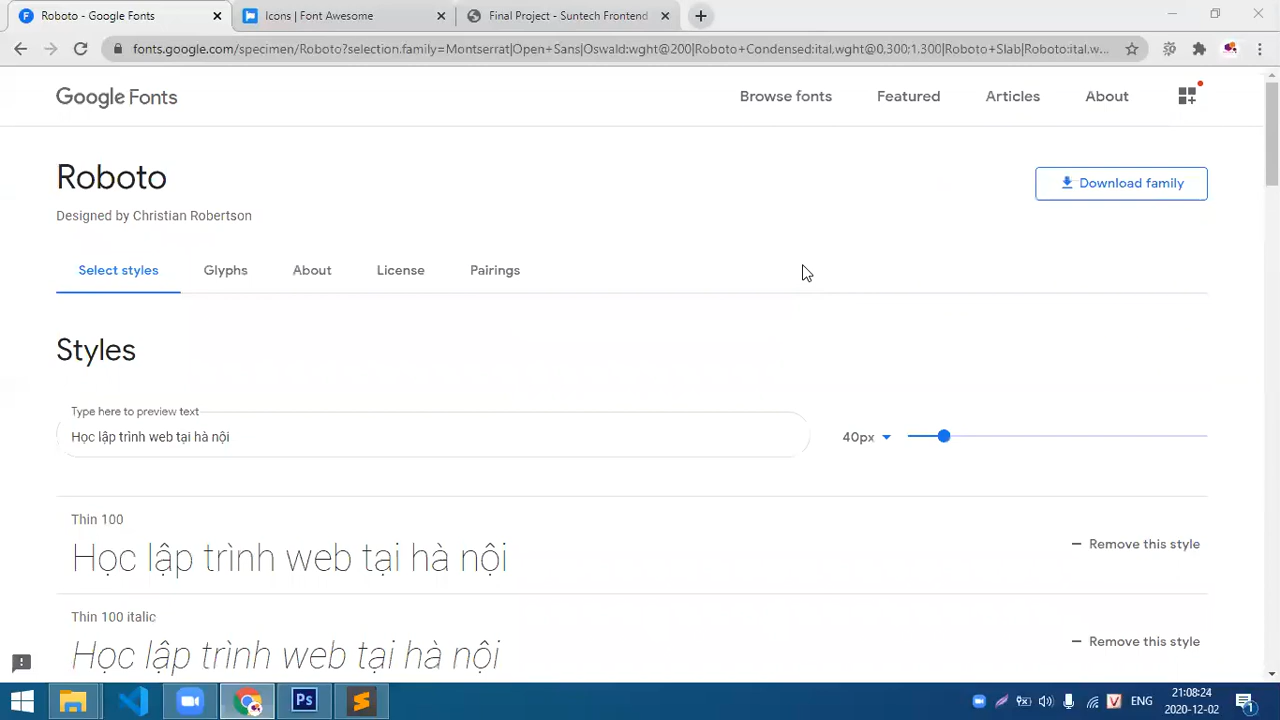 Roboto - Google Fonts
Icons | Font Awesome
Final Project - Suntech Frontend
fonts.google.com/specimen/Roboto?selection.family=Montserrat|Open+Sans|Oswald:wght@200|Roboto+Condensed:ital,wght@0,300;1,300|Roboto+Slab|Roboto:ital,w...
Google Fonts
Browse fonts
Featured
Articles
About
Roboto
Download family
Designed by Christian Robertson
Select styles
Glyphs
About
License
Pairings
Styles
Type here to preview text
Học lập trình web tại hà nội
40px
Thin 100
Học lập trình web tại hà nội
Remove this style
Thin 100 italic
Học lập trình web tại hà nội
Remove this style
Ps
V
ENG
21:08:24
2020-12-02
1